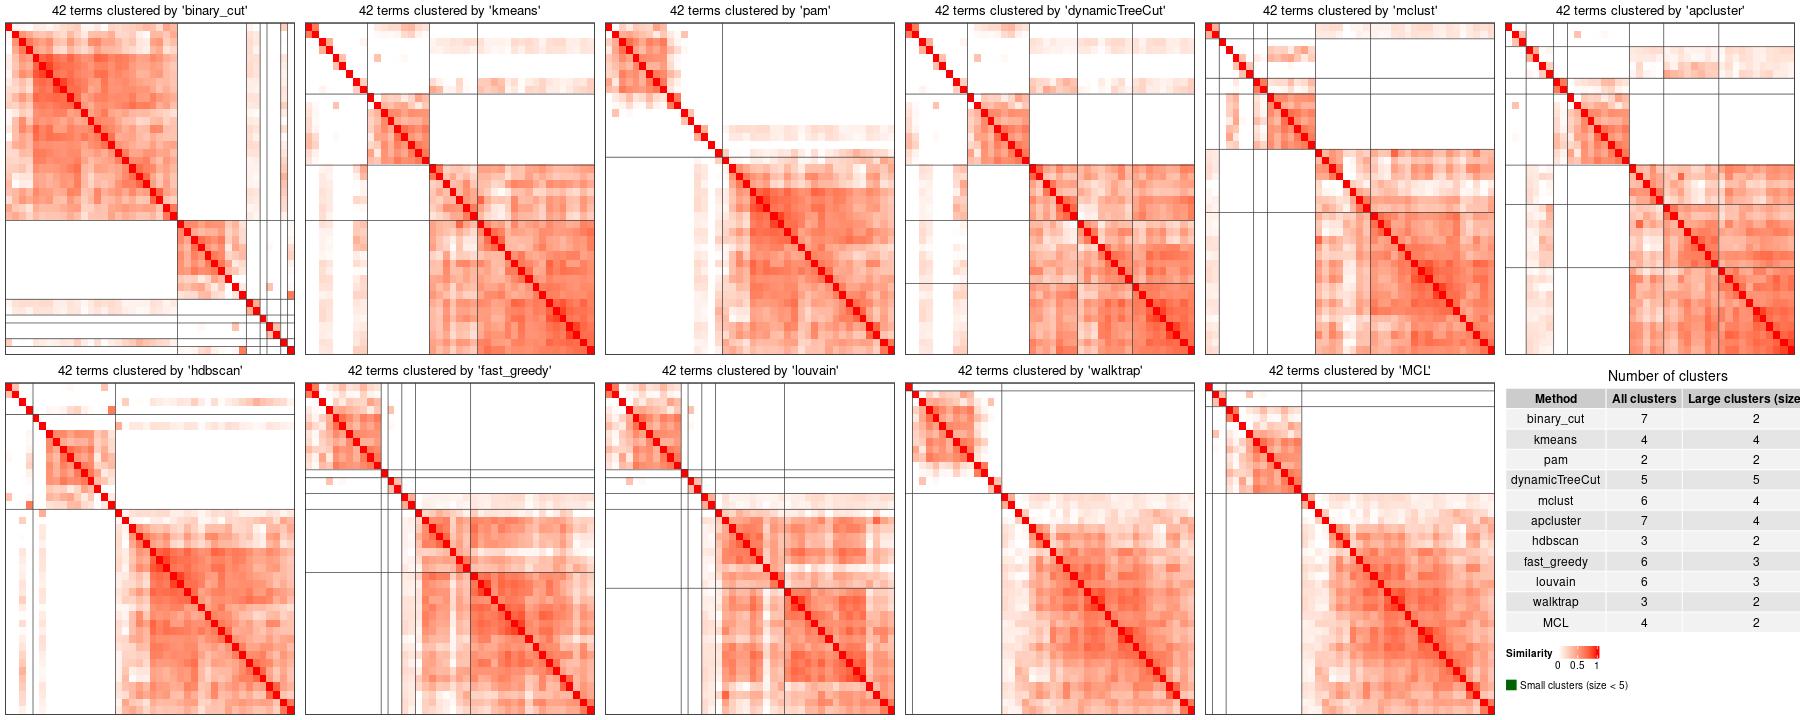 42 terms clustered by 'binary_cut'
42 terms clustered by 'kmeans'
42 terms clustered by 'pam'
42 terms clustered by 'dynamicTreeCut'
42 terms clustered by 'mclust'
42 terms clustered by 'apcluster'
42 terms clustered by 'hdbscan'
42 terms clustered by 'fast_greedy'
42 terms clustered by 'louvain'
42 terms clustered by 'walktrap'
42 terms clustered by 'MCL'
Number of clusters
Method All clusters Large clusters (size
binary_cut 7 2
kmeans 4 4
pam 2 2
dynamicTreeCut 5 5
mclust 6 4
apcluster 7 4
hdbscan 3 2
fast_greedy 6 3
louvain 6 3
walktrap 3 2
MCL 4 2
Similarity
0 0.5 1
Small clusters (size < 5)